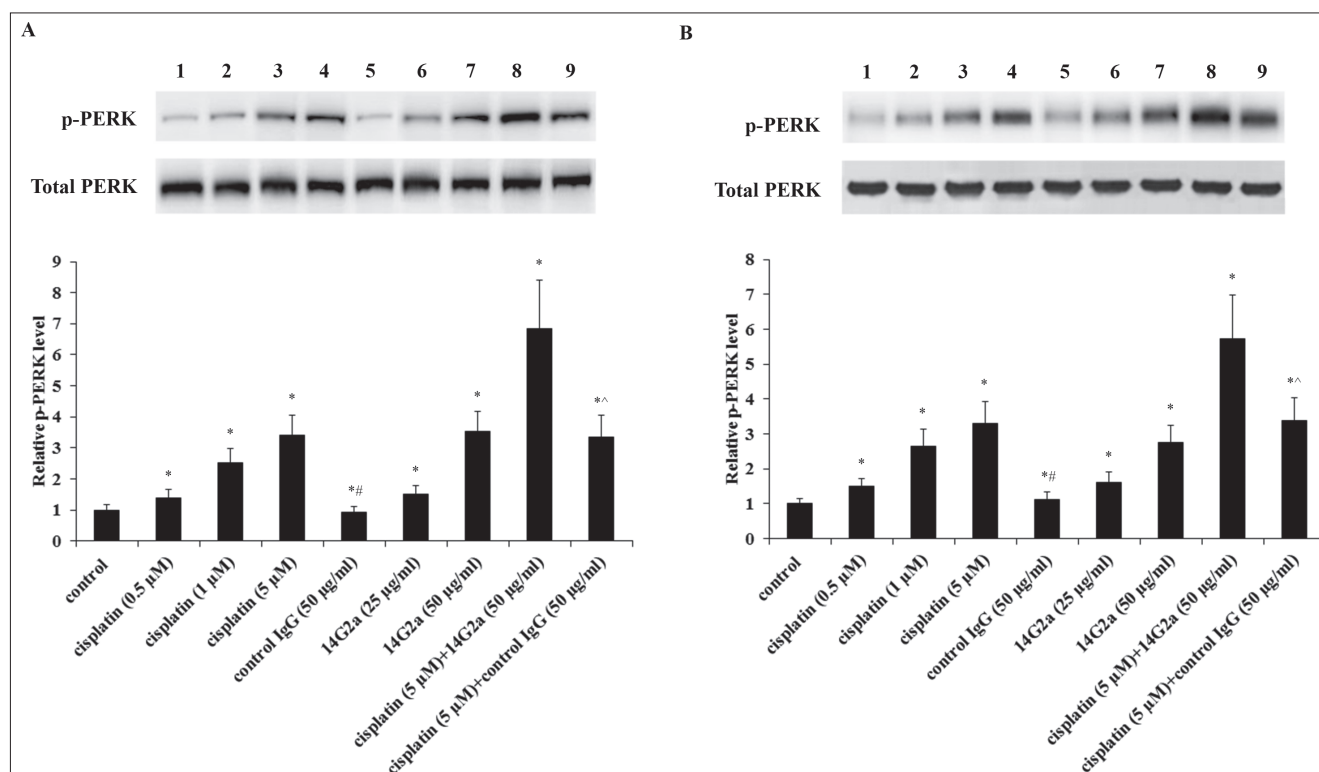 A
1 2 3 4 5 6 7 8 9
p-PERK
Total PERK
Relative p-PERK level
9
8
7
6
5
4
3
2
1
0
*
*
*
*#
*
*
*
*^
control
cisplatin (0.5 µM)
cisplatin (1 µM)
cisplatin (5 µM)
control IgG (50 µg/ml)
14G2a (25 µg/ml)
14G2a (50 µg/ml)
cisplatin (5 µM)+14G2a (50 µg/ml)
cisplatin (5 µM)+control IgG (50 µg/ml)
B
1 2 3 4 5 6 7 8 9
p-PERK
Total PERK
Relative p-PERK level
8
7
6
5
4
3
2
1
0
*
*
*
*#
*
*
*
*^
control
cisplatin (0.5 µM)
cisplatin (1 µM)
cisplatin (5 µM)
control IgG (50 µg/ml)
14G2a (25 µg/ml)
14G2a (50 µg/ml)
cisplatin (5 µM)+14G2a (50 µg/ml)
cisplatin (5 µM)+control IgG (50 µg/ml)